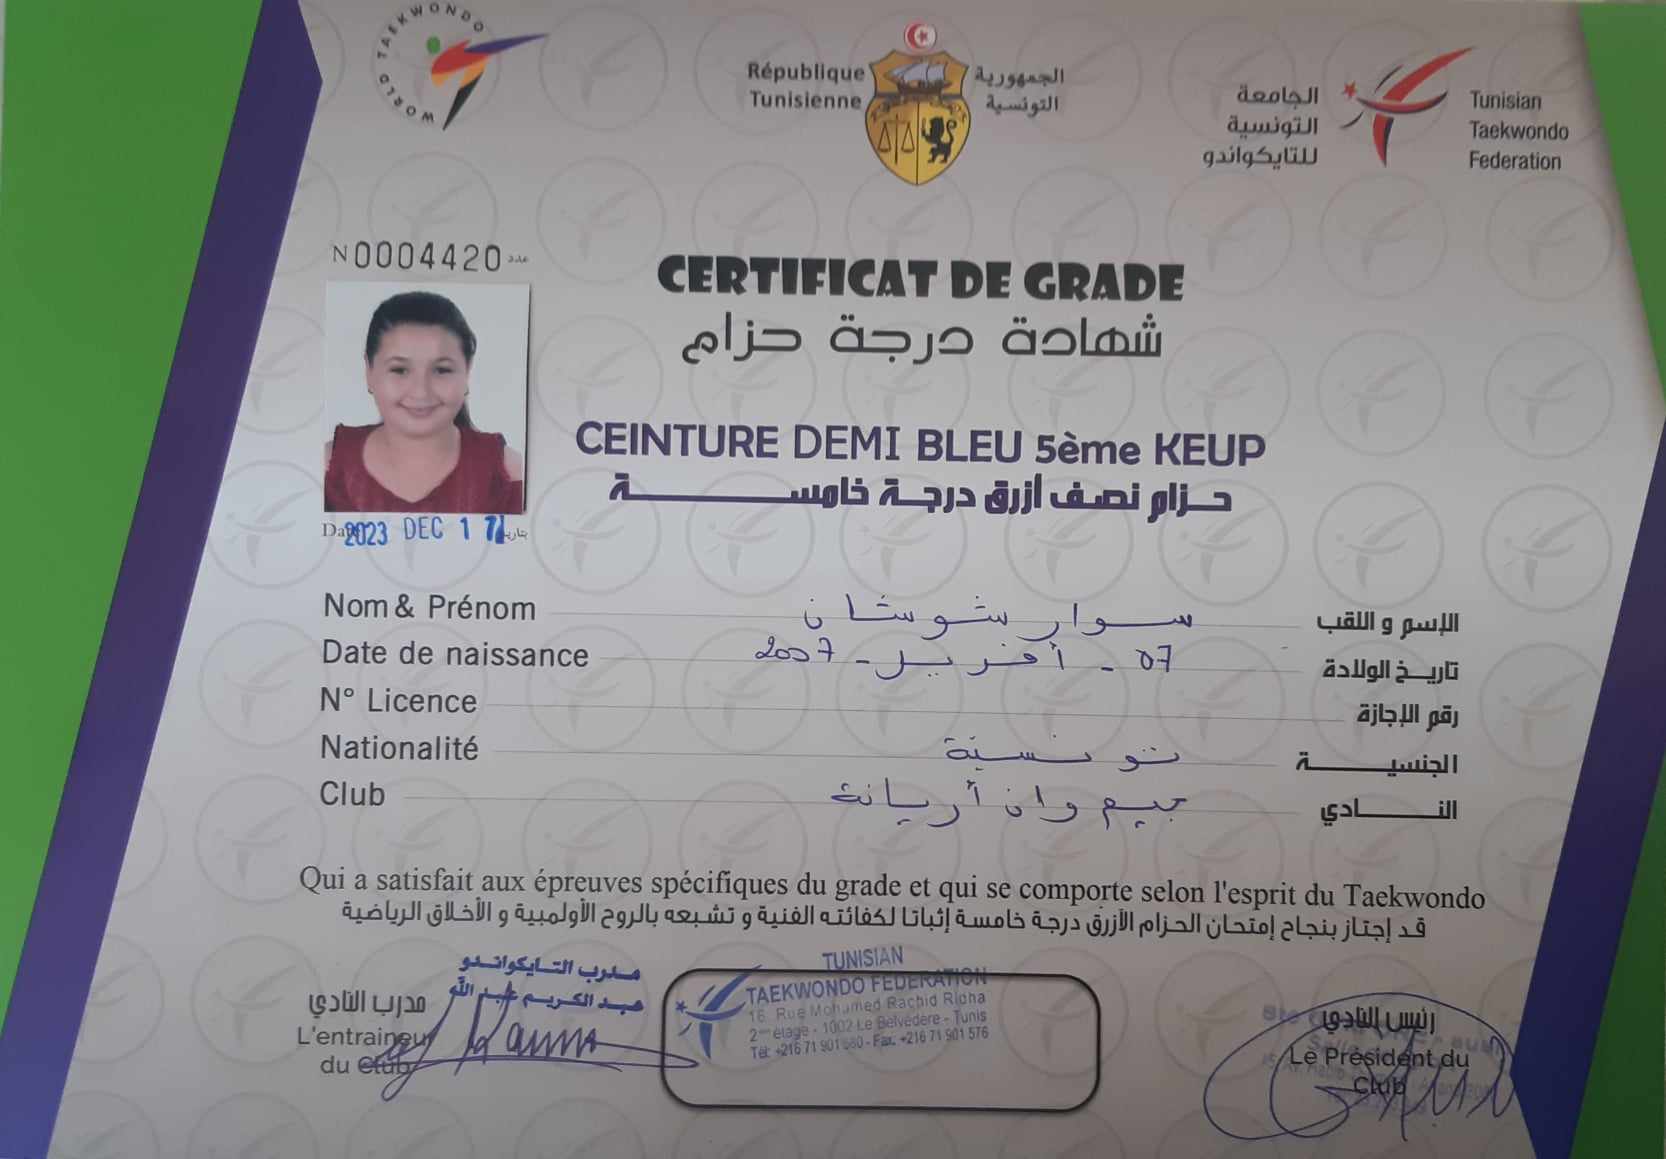 WORLD TAEKWONDO
République
Tunisienne
الجمهورية
التونسية
الجامعة
التونسية
للتايكواندو
Tunisian
Taekwondo
Federation
N 0004420 عدد
CERTIFICAT DE GRADE
شهادة درجة حزام
CEINTURE DEMI BLEU 5ème KEUP
حزام نصف أزرق درجة خامسة
Date 2023 DEC 17 بتاريخ
Nom & Prénom سوار شوشان الإسم و اللقب
Date de naissance 07 - أفريل - 2007 تاريخ الولادة
N° Licence رقم الإجازة
Nationalité تونسية الجنسية
Club جيم وان أريانة النادي
Qui a satisfait aux épreuves spécifiques du grade et qui se comporte selon l'esprit du Taekwondo
قد إجتاز بنجاح إمتحان الحزام الأزرق درجة خامسة إثباتا لكفائته الفنية و تشبعه بالروح الأولمبية و الأخلاق الرياضية
مدرب التايكواندو
عبد الكريم عبد الله
مدرب النادي
L'entraineur
du Club
TUNISIAN
TAEKWONDO FEDERATION
16, Rue Mohamed Rachid Ridha
2ème étage - 1002 Le Belvédère - Tunis
Tél: +216 71 901 - Fax: +216 71 901 576
رئيس النادي
Le Président du
Club